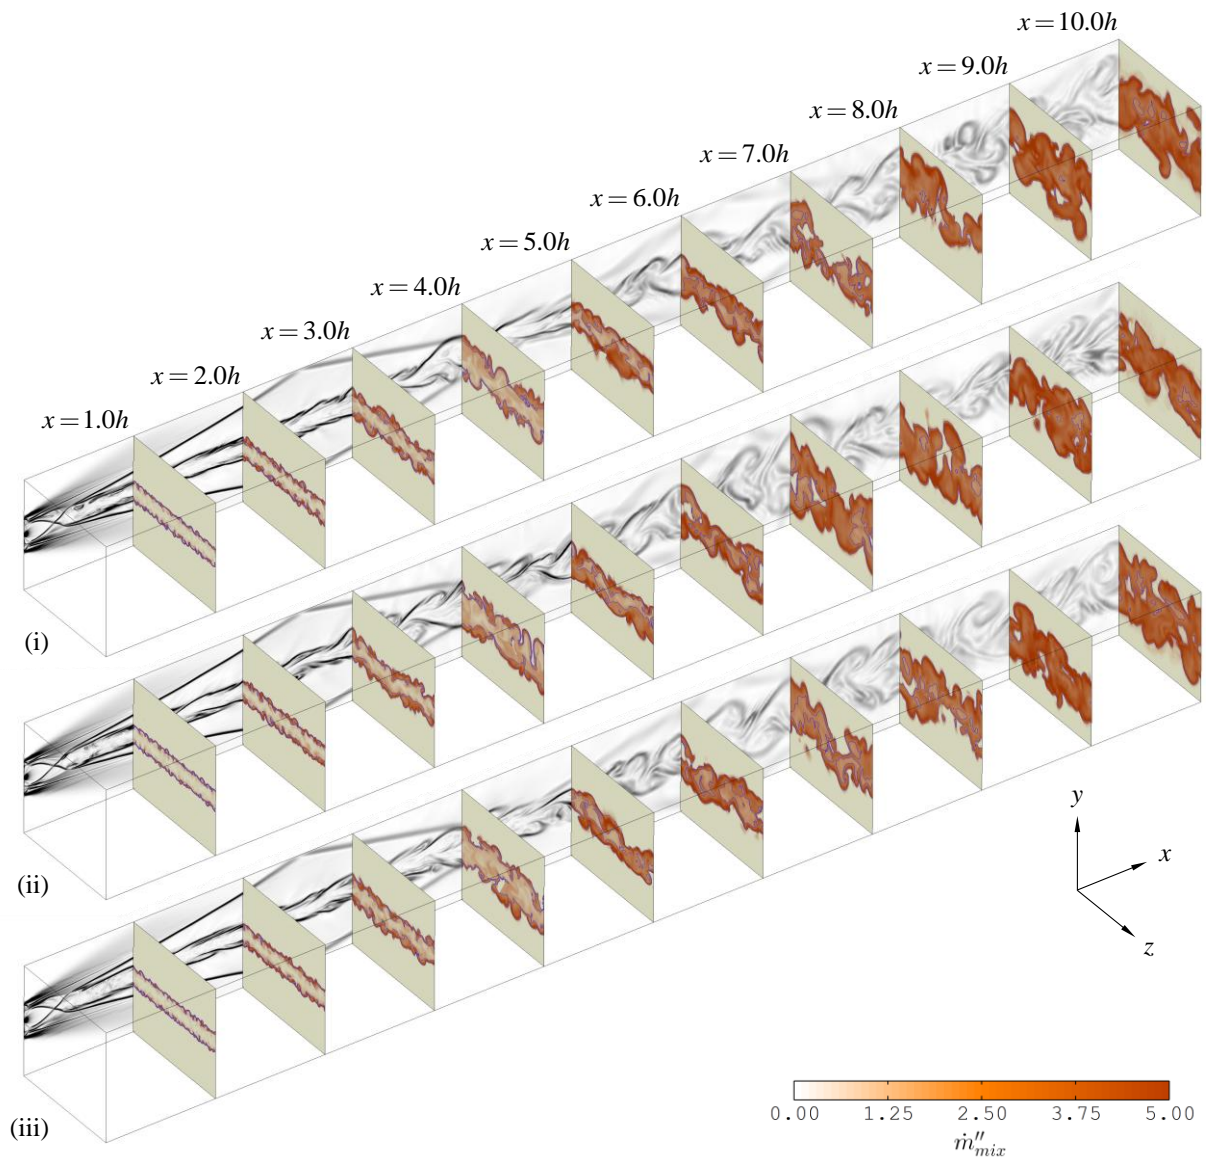 x = 10.0h
x = 9.0h
x = 8.0h
x = 7.0h
x = 6.0h
x = 5.0h
x = 4.0h
x = 3.0h
x = 2.0h
x = 1.0h
(i)
(ii)
(iii)
y
x
z
0.00 1.25 2.50 3.75 5.00
ṁ″mix